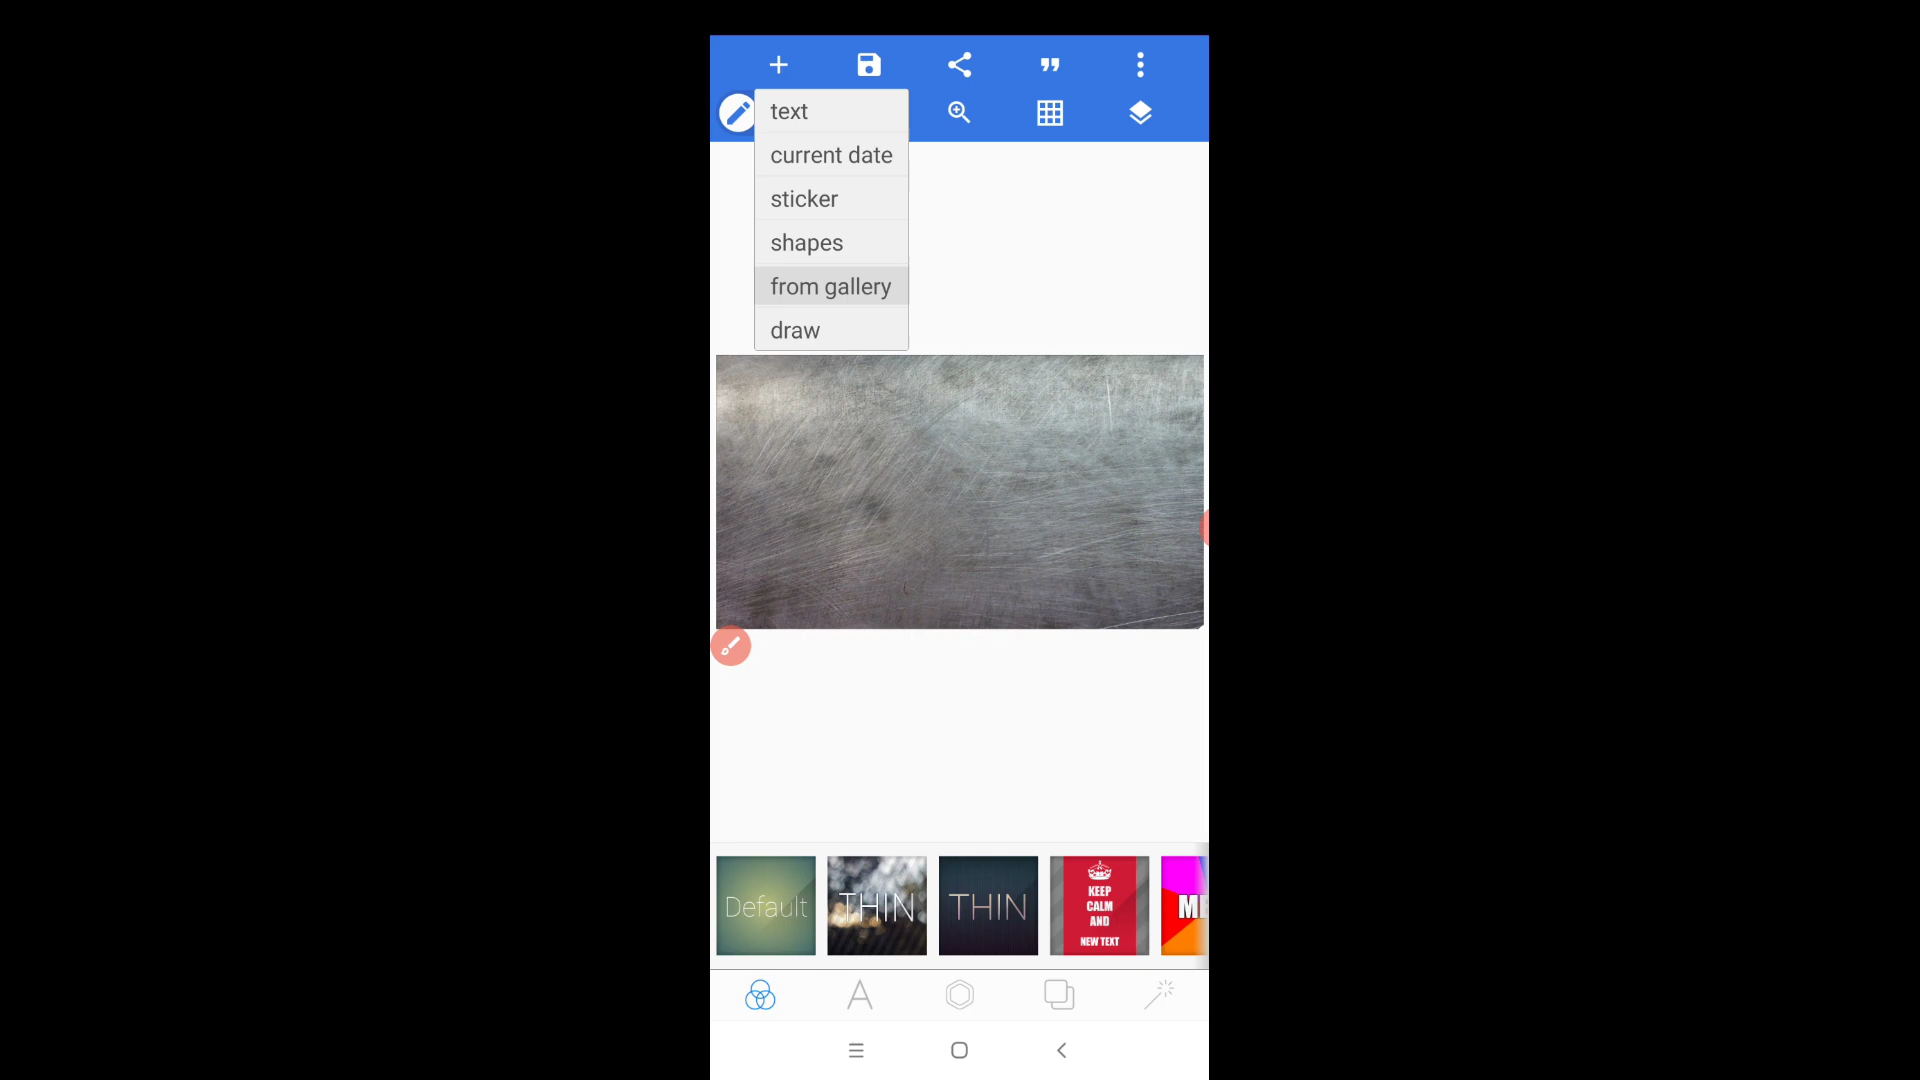 text
current date
sticker
shapes
from gallery
draw
Default
THIN
THIN
KEEP
CALM
AND
NEW TEXT